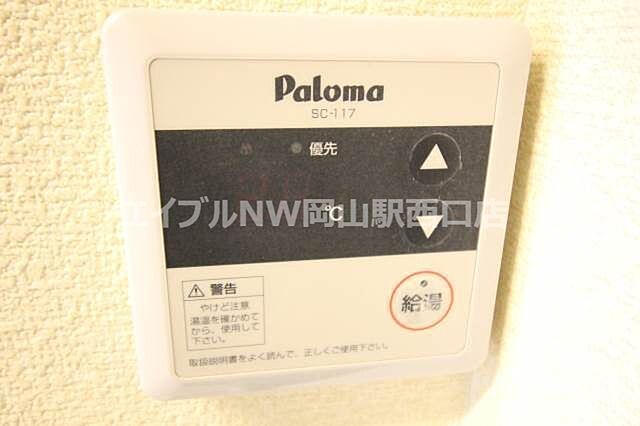 Paloma
SC-117
優先
℃
エイブルNW岡山駅西口店
警告
やけど注意
湯温を確かめて
から、使用して
下さい。
給湯
取扱説明書をよく読んで、正しくご使用下さい。